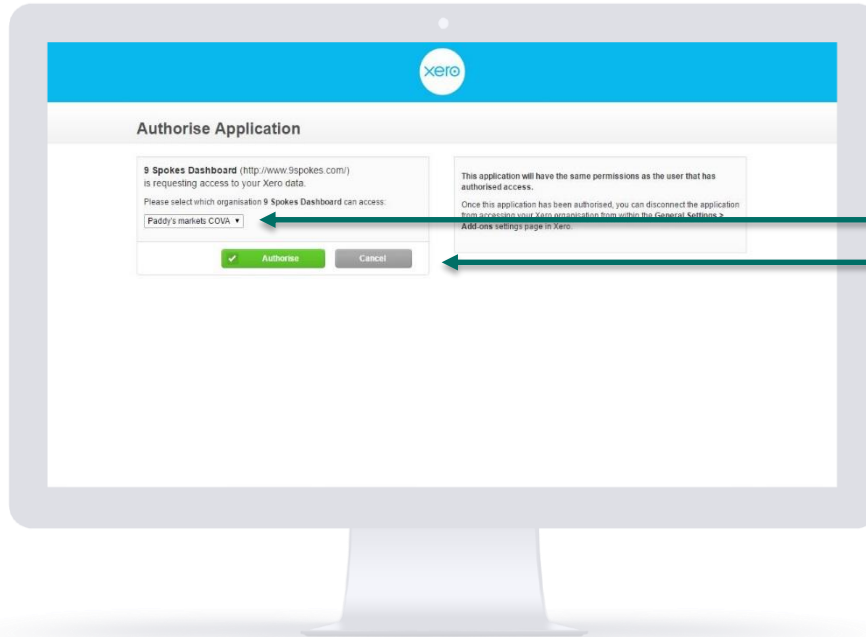 xero
Authorise Application
9 Spokes Dashboard (http://www.9spokes.com/)
is requesting access to your Xero data.
Please select which organisation 9 Spokes Dashboard can access:
Paddy's markets COVA
Authorise
Cancel
This application will have the same permissions as the user that has
authorised access.
Once this application has been authorised, you can disconnect the application
from accessing your Xero organisation from within the General Settings >
Add-ons settings page in Xero.